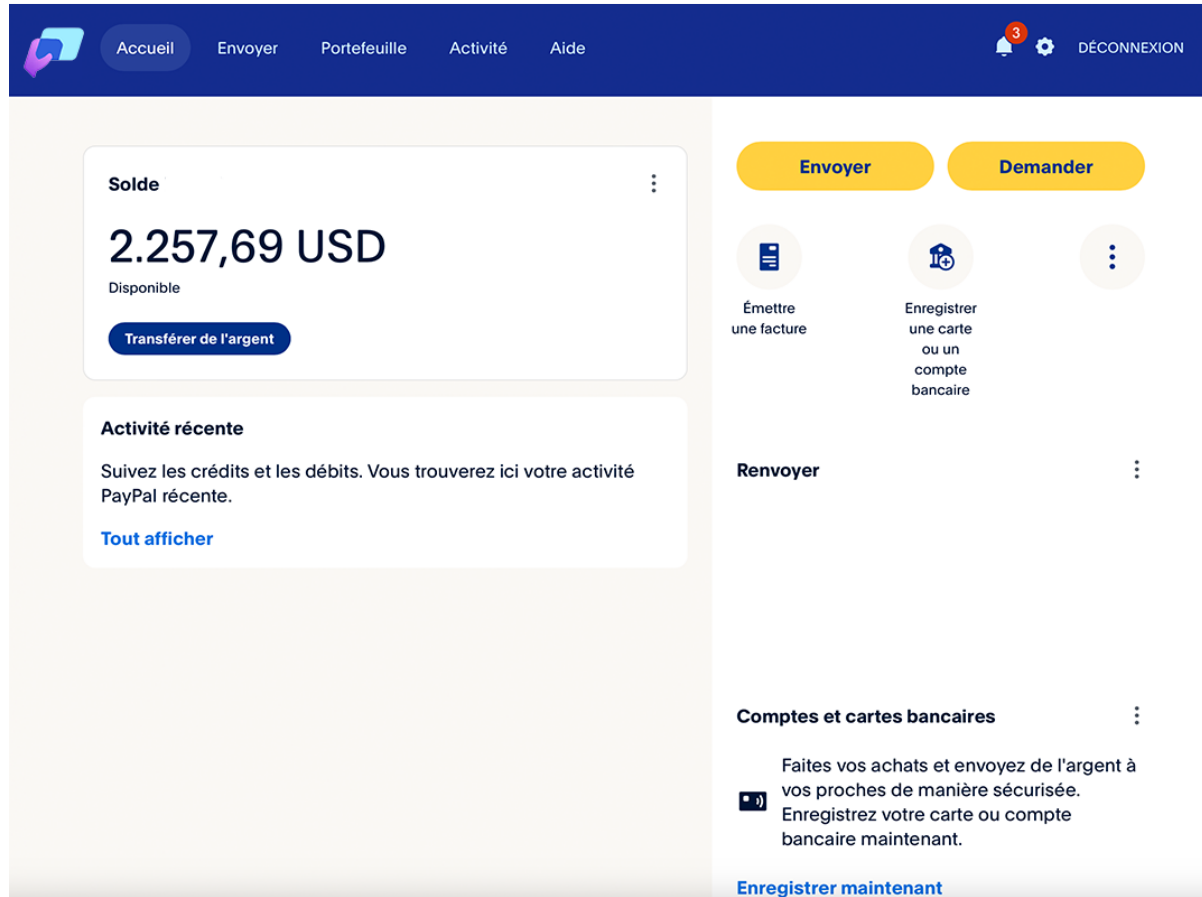 Accueil
Envoyer
Portefeuille
Activité
Aide
3
DÉCONNEXION
Solde
2.257,69 USD
Disponible
Transférer de l'argent
Activité récente
Suivez les crédits et les débits. Vous trouverez ici votre activité
PayPal récente.
Tout afficher
Envoyer
Demander
Émettre
une facture
Enregistrer
une carte
ou un
compte
bancaire
Renvoyer
Comptes et cartes bancaires
Faites vos achats et envoyez de l'argent à
vos proches de manière sécurisée.
Enregistrez votre carte ou compte
bancaire maintenant.
Enregistrer maintenant